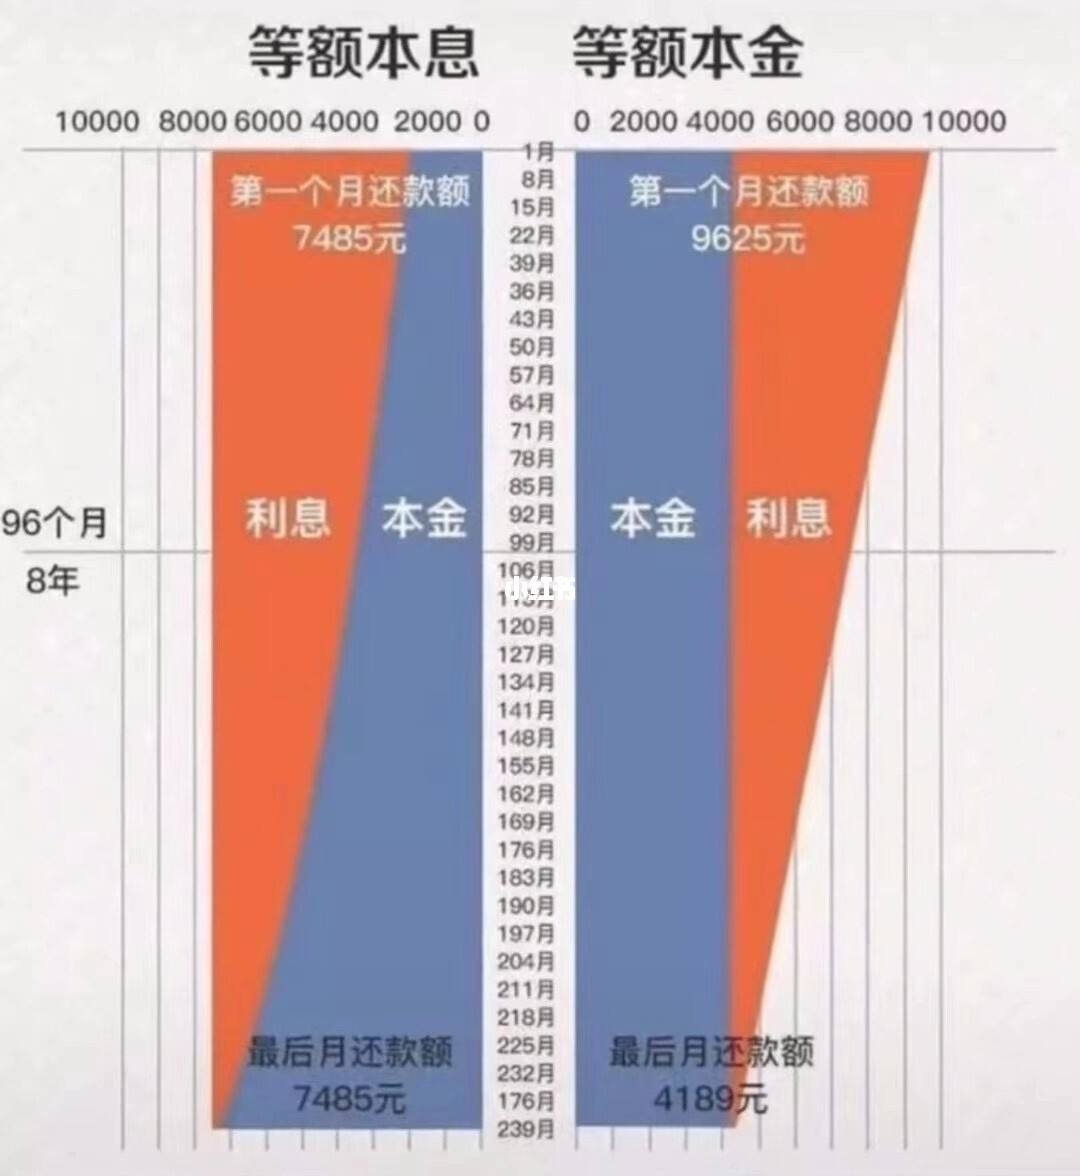 等额本息 等额本金
10000 8000 6000 4000 2000 0 0 2000 4000 6000 8000 10000
1月
第一个月还款额 8月 第一个月还款额
15月
7485元 22月 9625元
39月
36月
43月
50月
57月
64月
71月
78月
85月
96个月 利息 本金 92月 本金 利息
99月
8年 106月
小红书
120月
127月
134月
141月
148月
155月
162月
169月
176月
183月
190月
197月
204月
211月
218月
最后月还款额 225月 最后月还款额
232月
7485元 176月 4189元
239月